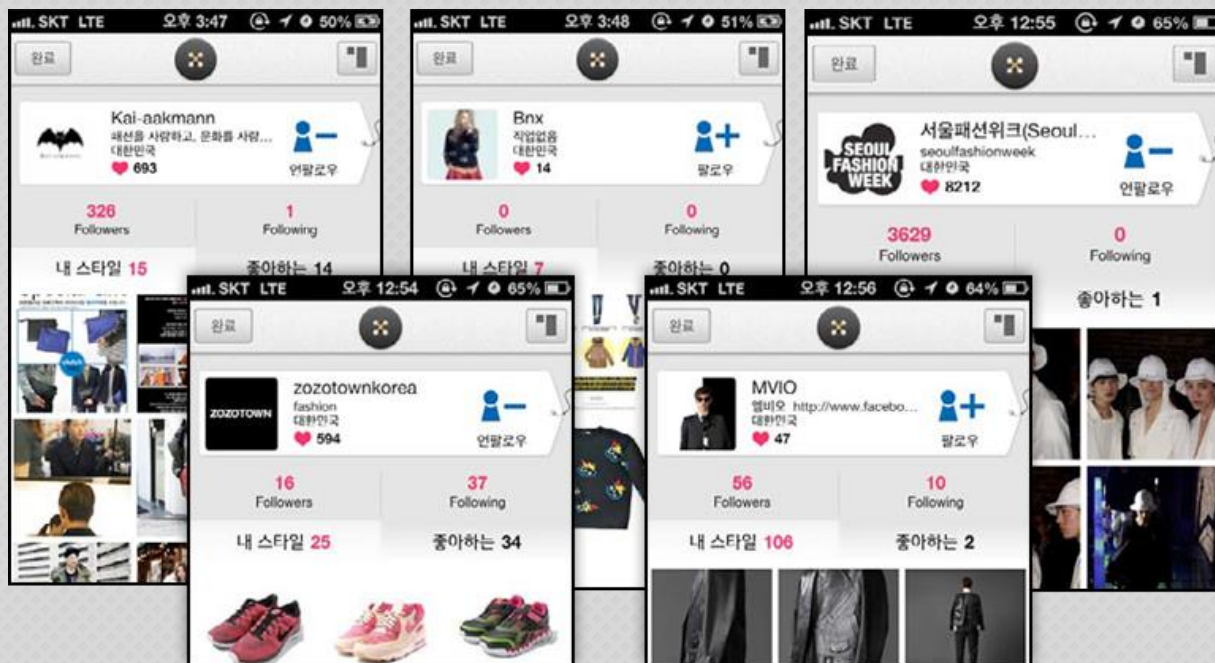 SKT LTE 오후 3:47 50%
완료
Kai-aakmann
패션을 사랑하고, 문화를 사랑...
대한민국
693
언팔로우
326
Followers
1
Following
내 스타일 15
좋아하는 14
SKT LTE 오후 3:48 51%
완료
Bnx
직업없음
대한민국
14
팔로우
0
Followers
0
Following
내 스타일 7
좋아하는 0
SKT LTE 오후 12:55 65%
완료
SEOUL
FASHION
WEEK
서울패션위크(Seoul...
seoulfashionweek
대한민국
8212
언팔로우
3629
Followers
0
Following
좋아하는 1
SKT LTE 오후 12:54 65%
완료
ZOZOTOWN
zozotownkorea
fashion
대한민국
594
언팔로우
16
Followers
37
Following
내 스타일 25
좋아하는 34
SKT LTE 오후 12:56 64%
완료
MVIO
엠비오 http://www.facebo...
대한민국
47
팔로우
56
Followers
10
Following
내 스타일 106
좋아하는 2